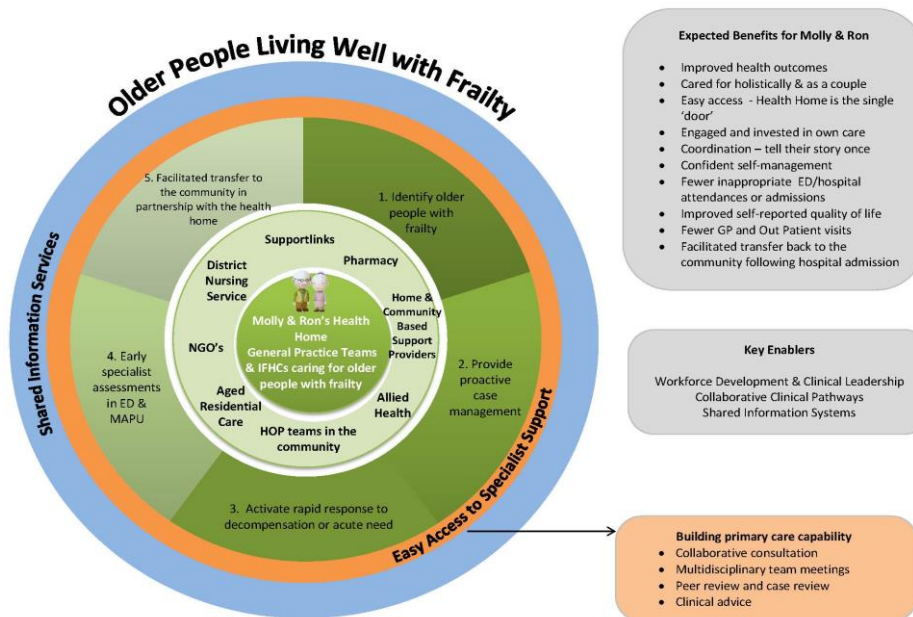 Older People Living Well with Frailty
Shared Information Services
Easy Access to Specialist Support
1. Identify older
people with
frailty
2. Provide
proactive
case
management
3. Activate rapid response to
decompensation or acute need
4. Early
specialist
assessments
in ED &
MAPU
5. Facilitated transfer to
the community in
partnership with the health
home
Supportlinks
Pharmacy
District
Nursing
Service
Home &
Community
Based
Support
Providers
NGO's
Allied
Health
Aged
Residential
Care
HOP teams in the
community
Molly & Ron's Health
Home
General Practice Teams
& IFHCs caring for older
people with frailty
Expected Benefits for Molly & Ron
• Improved health outcomes
• Cared for holistically & as a couple
• Easy access - Health Home is the single
'door'
• Engaged and invested in own care
• Coordination – tell their story once
• Confident self-management
• Fewer inappropriate ED/hospital
attendances or admissions
• Improved self-reported quality of life
• Fewer GP and Out Patient visits
• Facilitated transfer back to the
community following hospital admission
Key Enablers
Workforce Development & Clinical Leadership
Collaborative Clinical Pathways
Shared Information Systems
Building primary care capability
• Collaborative consultation
• Multidisciplinary team meetings
• Peer review and case review
• Clinical advice